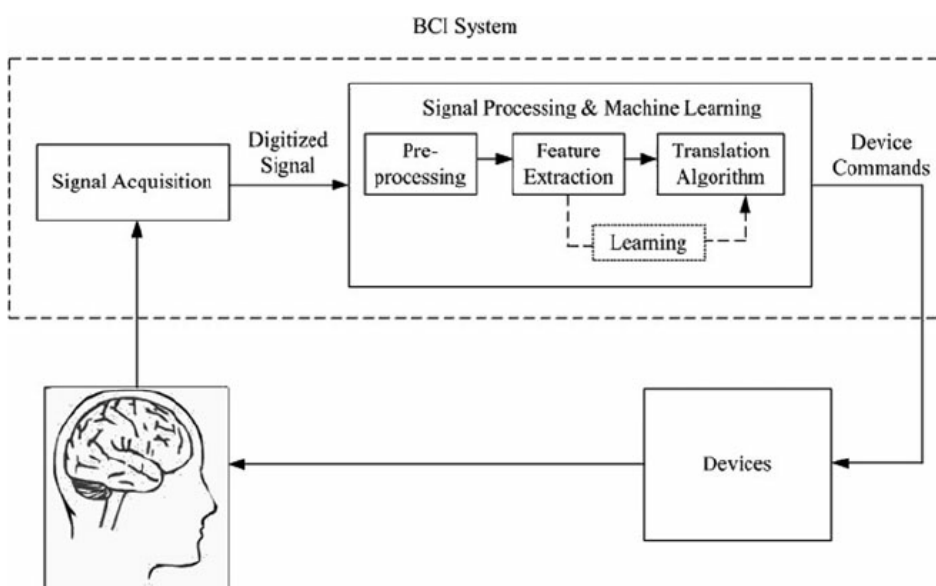 BCI System
Signal Processing & Machine Learning
Digitized
Signal
Device
Commands
Signal Acquisition
Pre-
processing
Feature
Extraction
Translation
Algorithm
Learning
Devices